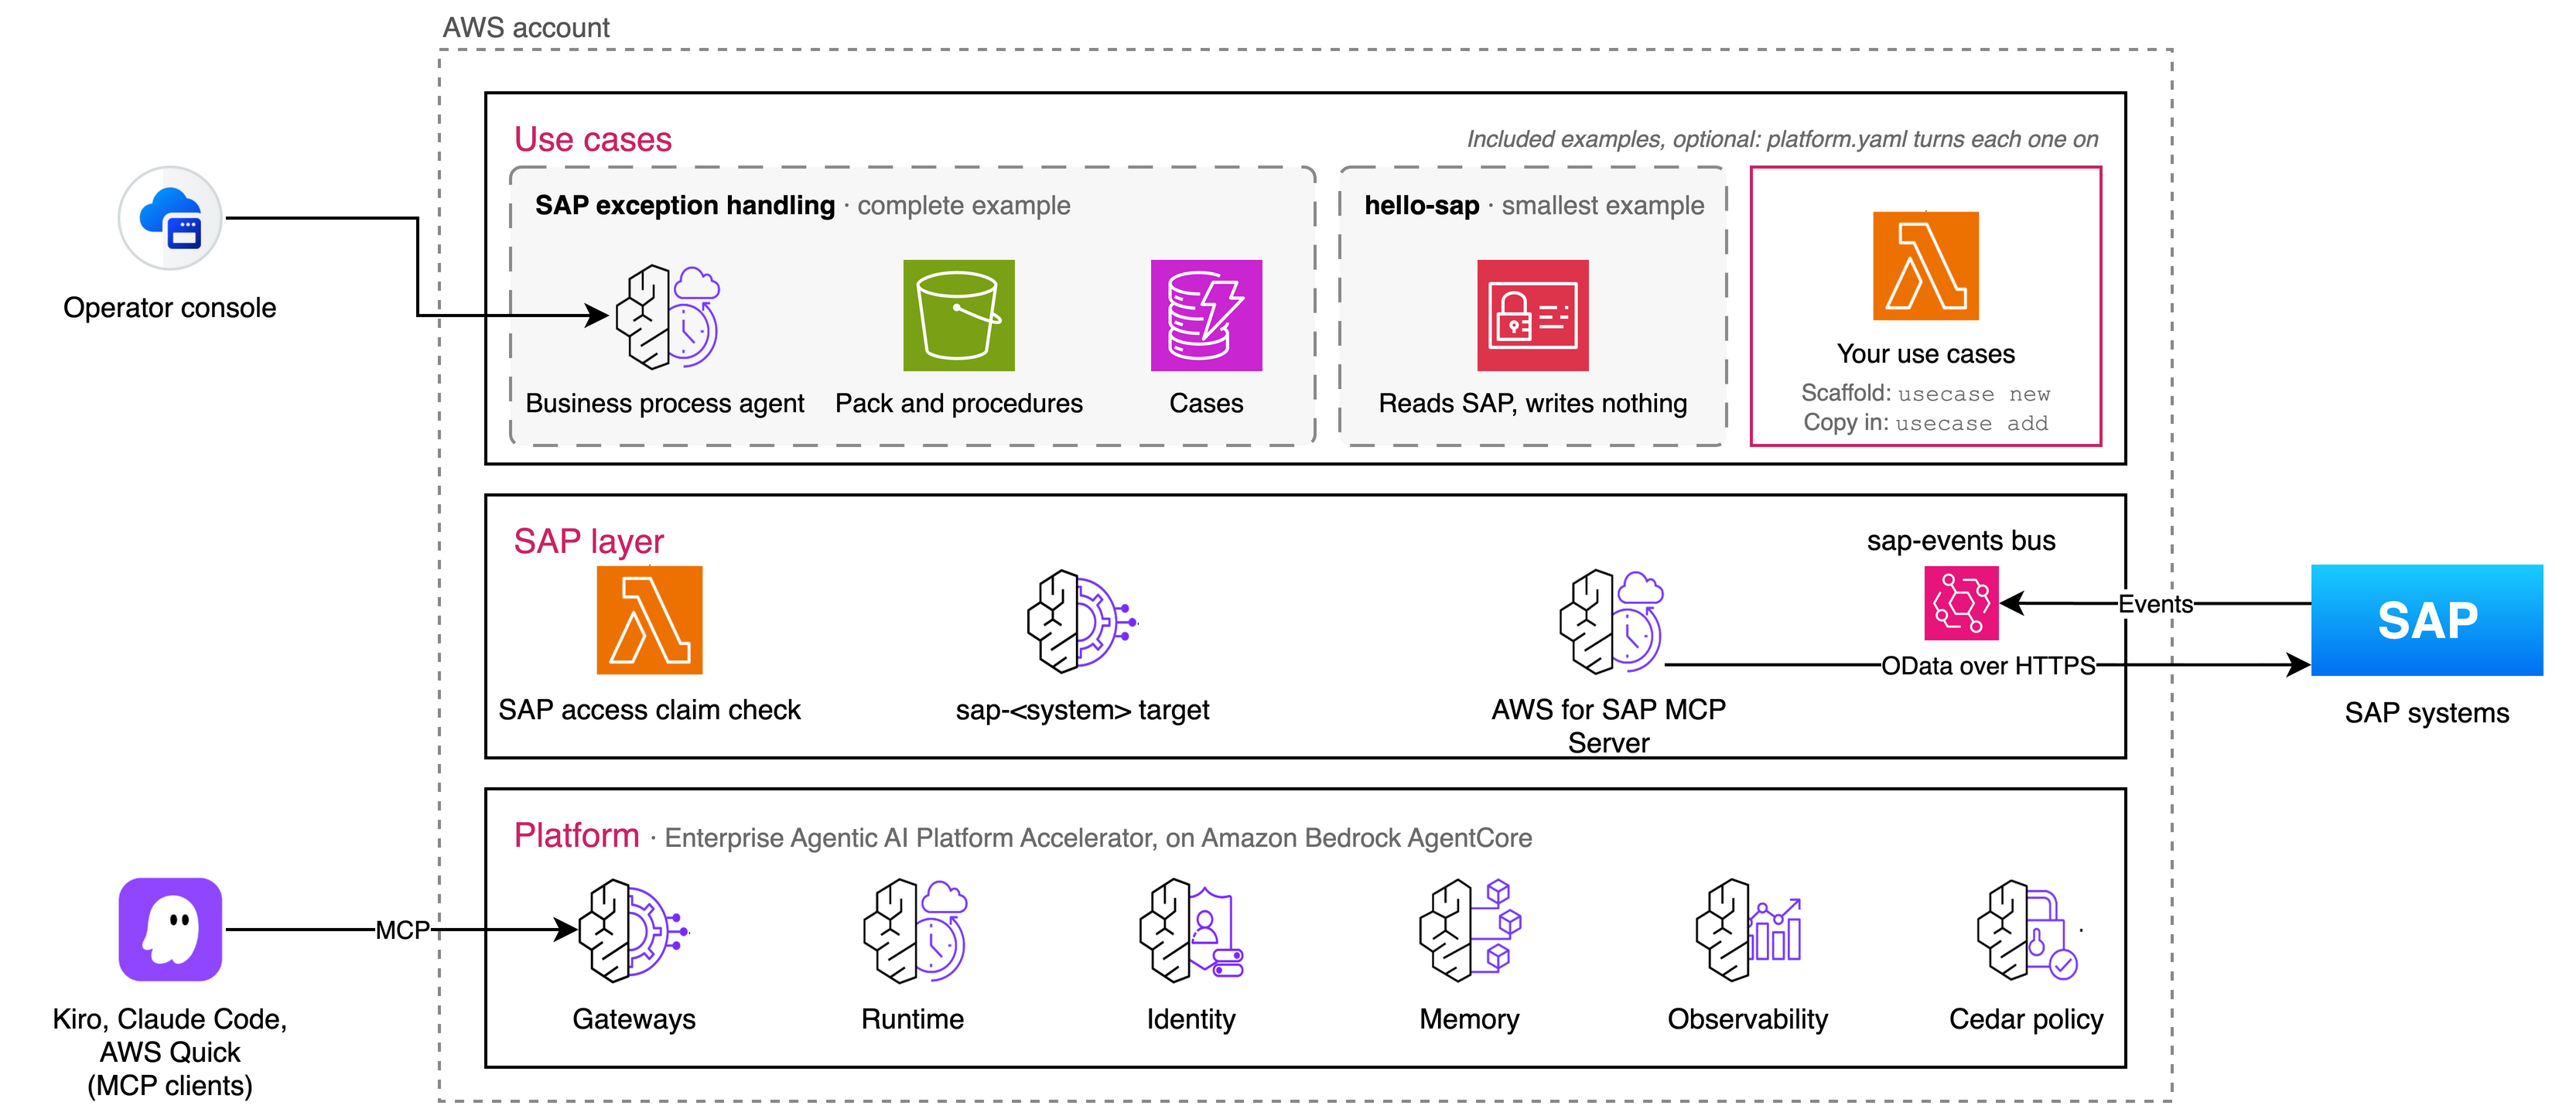 AWS account
Use cases
Included examples, optional: platform.yaml turns each one on
SAP exception handling · complete example
hello-sap · smallest example
Operator console
Business process agent
Pack and procedures
Cases
Reads SAP, writes nothing
Your use cases
Scaffold: usecase new
Copy in: usecase add
SAP layer
sap-events bus
Events
SAP
OData over HTTPS
SAP access claim check
sap-<system> target
AWS for SAP MCP
Server
SAP systems
Platform · Enterprise Agentic AI Platform Accelerator, on Amazon Bedrock AgentCore
MCP
Gateways
Runtime
Identity
Memory
Observability
Cedar policy
Kiro, Claude Code,
AWS Quick
(MCP clients)